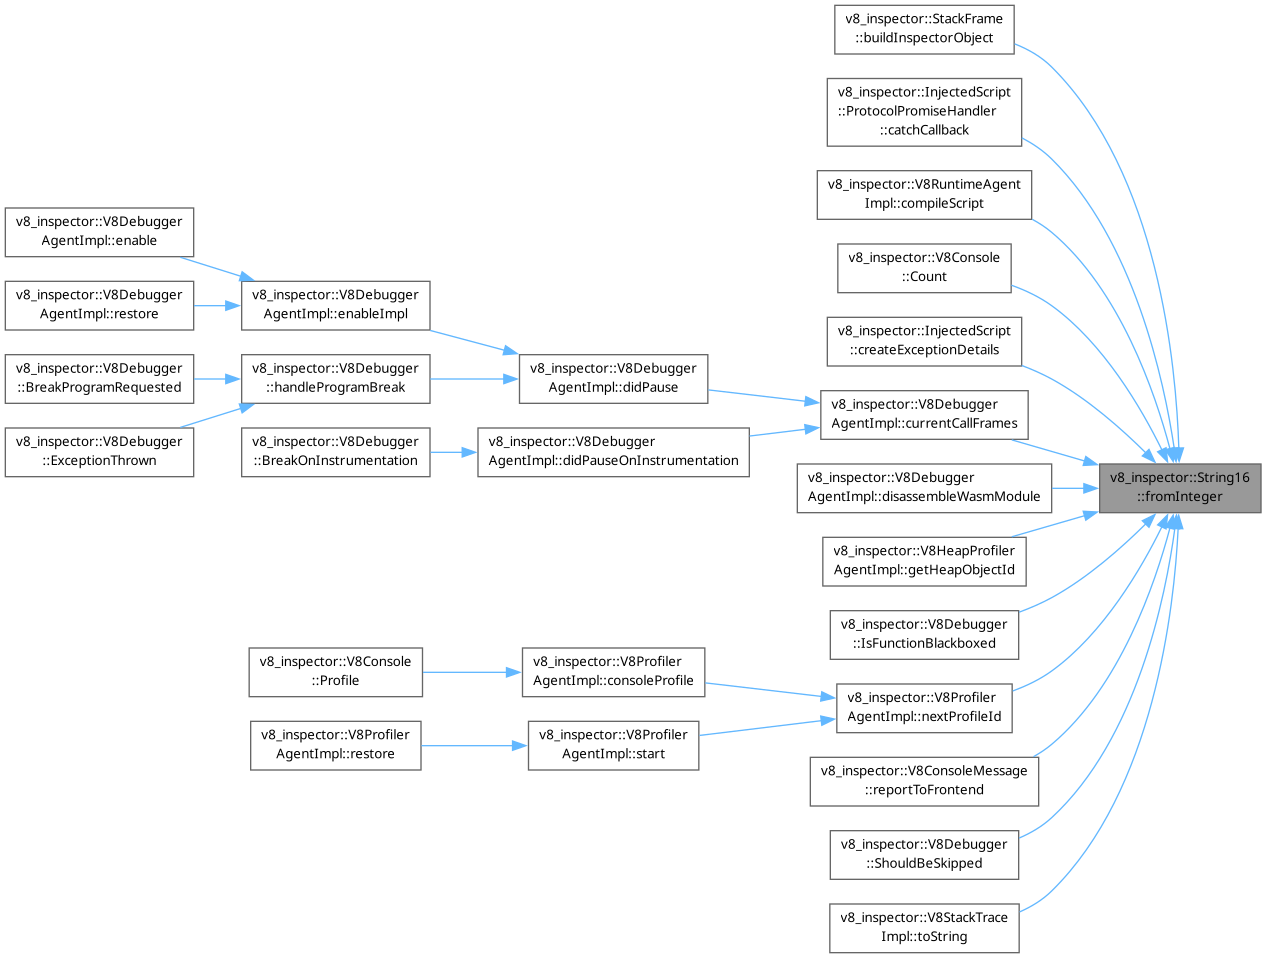 v8_inspector::StackFrame
::buildInspectorObject
v8_inspector::InjectedScript
::ProtocolPromiseHandler
::catchCallback
v8_inspector::V8RuntimeAgent
Impl::compileScript
v8_inspector::V8Debugger
AgentImpl::enable
v8_inspector::V8Console
::Count
v8_inspector::V8Debugger
AgentImpl::restore
v8_inspector::V8Debugger
AgentImpl::enableImpl
v8_inspector::InjectedScript
::createExceptionDetails
v8_inspector::V8Debugger
::BreakProgramRequested
v8_inspector::V8Debugger
::handleProgramBreak
v8_inspector::V8Debugger
AgentImpl::didPause
v8_inspector::V8Debugger
AgentImpl::currentCallFrames
v8_inspector::V8Debugger
::ExceptionThrown
v8_inspector::V8Debugger
::BreakOnInstrumentation
v8_inspector::V8Debugger
AgentImpl::didPauseOnInstrumentation
v8_inspector::V8Debugger
AgentImpl::disassembleWasmModule
v8_inspector::String16
::fromInteger
v8_inspector::V8HeapProfiler
AgentImpl::getHeapObjectId
v8_inspector::V8Debugger
::IsFunctionBlackboxed
v8_inspector::V8Console
::Profile
v8_inspector::V8Profiler
AgentImpl::consoleProfile
v8_inspector::V8Profiler
AgentImpl::nextProfileId
v8_inspector::V8Profiler
AgentImpl::restore
v8_inspector::V8Profiler
AgentImpl::start
v8_inspector::V8ConsoleMessage
::reportToFrontend
v8_inspector::V8Debugger
::ShouldBeSkipped
v8_inspector::V8StackTrace
Impl::toString